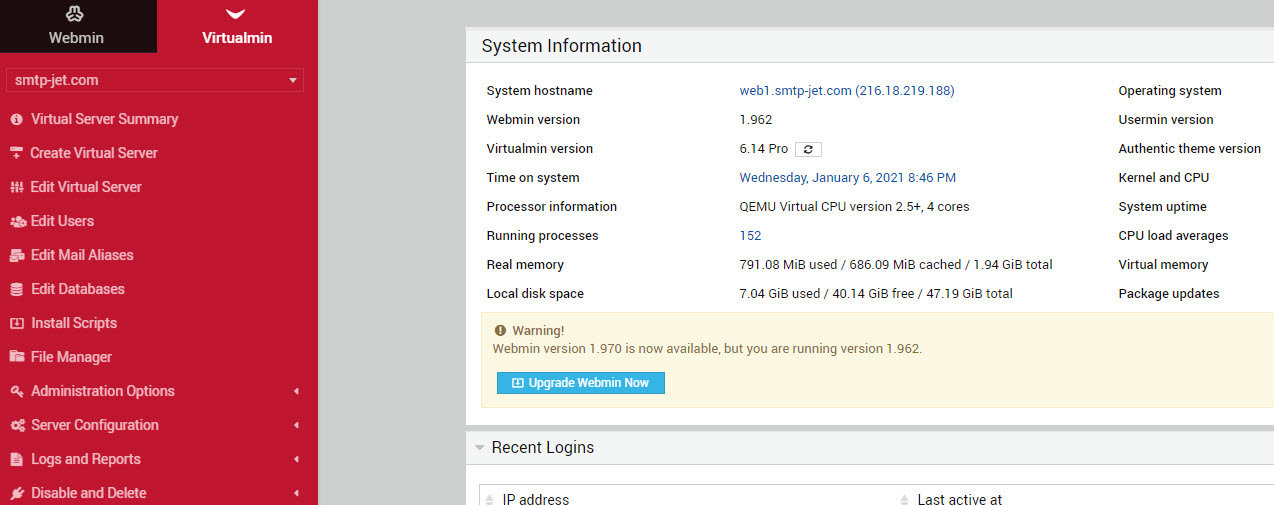 Webmin
Virtualmin
smtp-jet.com
Virtual Server Summary
Create Virtual Server
Edit Virtual Server
Edit Users
Edit Mail Aliases
Edit Databases
Install Scripts
File Manager
Administration Options
Server Configuration
Logs and Reports
Disable and Delete
System Information
System hostname web1.smtp-jet.com (216.18.219.188) Operating system
Webmin version 1.962 Usermin version
Virtualmin version 6.14 Pro Authentic theme version
Time on system Wednesday, January 6, 2021 8:46 PM Kernel and CPU
Processor information QEMU Virtual CPU version 2.5+, 4 cores System uptime
Running processes 152 CPU load averages
Real memory 791.08 MiB used / 686.09 MiB cached / 1.94 GiB total Virtual memory
Local disk space 7.04 GiB used / 40.14 GiB free / 47.19 GiB total Package updates
Warning!
Webmin version 1.970 is now available, but you are running version 1.962.
Upgrade Webmin Now
Recent Logins
IP address Last active at